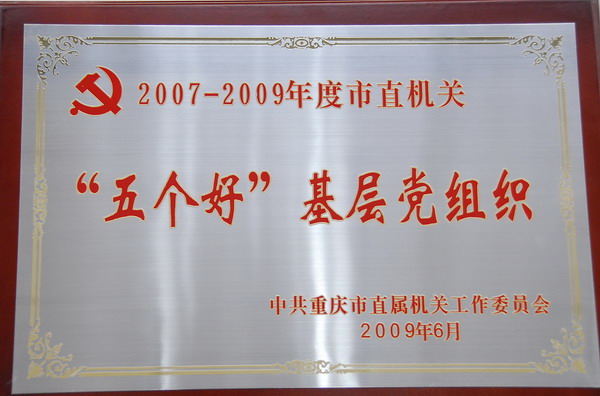 2007-2009年度市直机关
“五个好”基层党组织
中共重庆市直属机关工作委员会
2009年6月